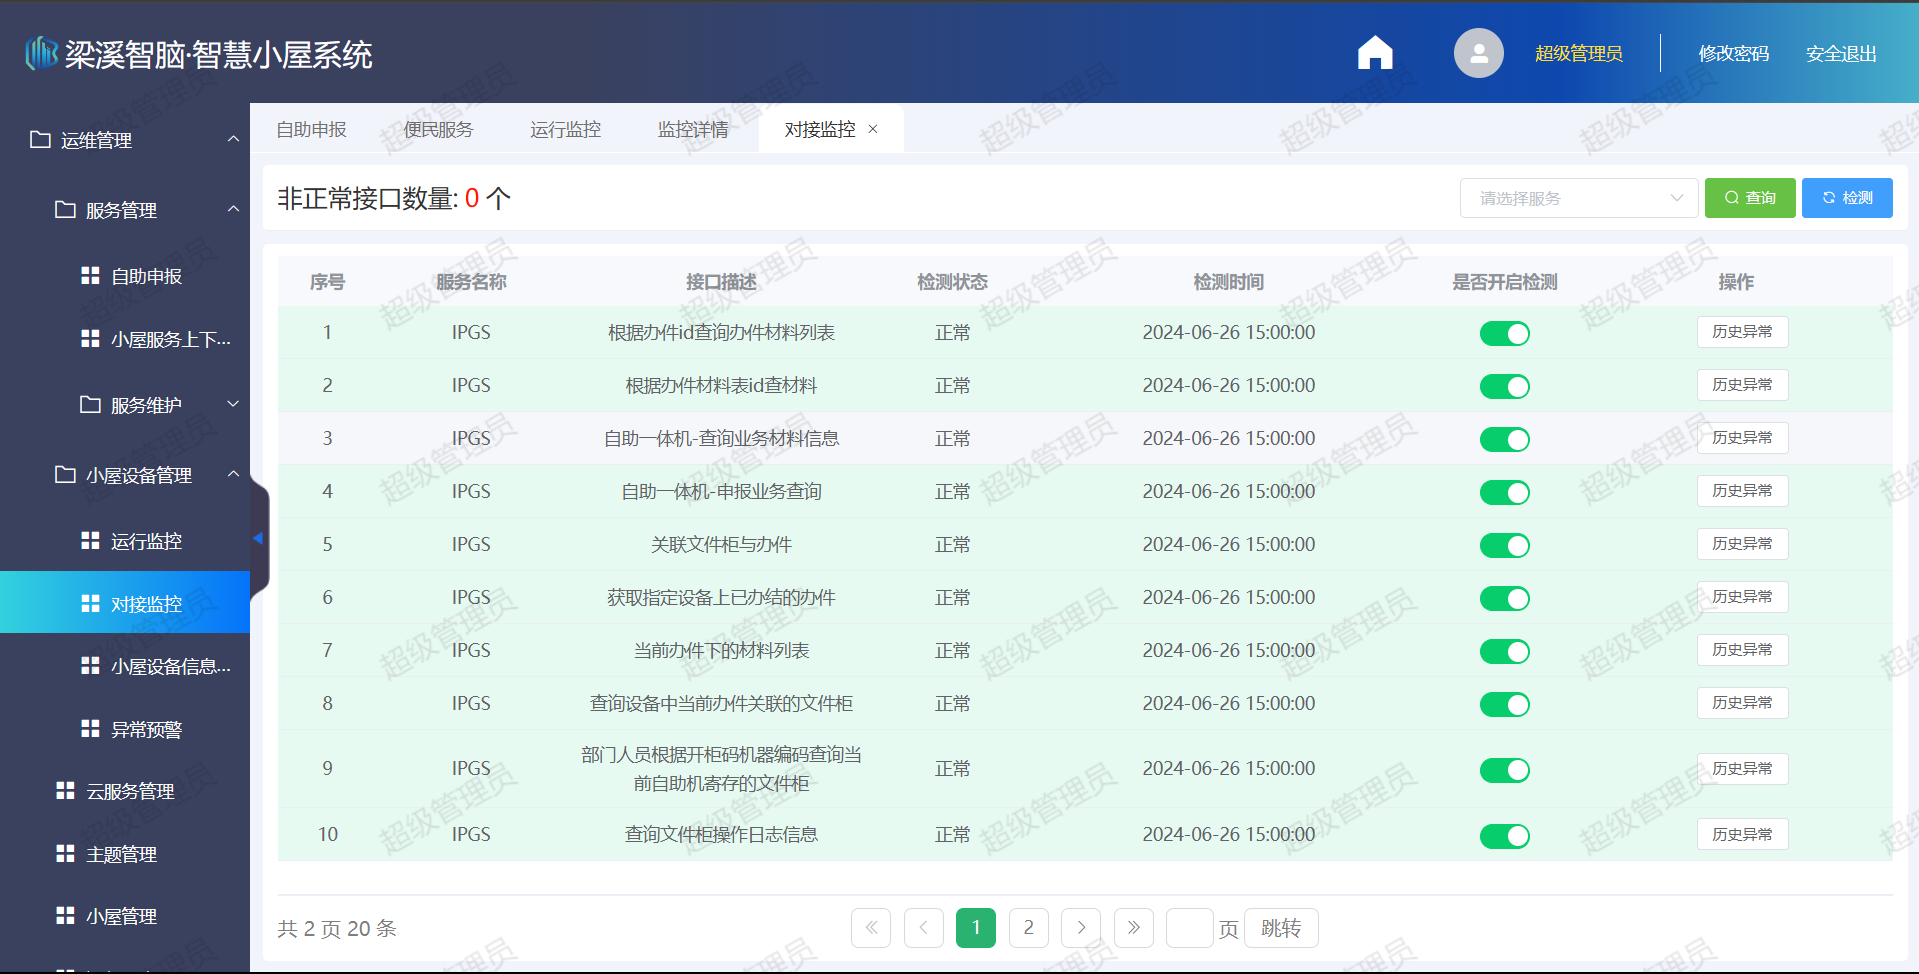 梁溪智脑·智慧小屋系统
超级管理员
修改密码
安全退出
运维管理
服务管理
自助申报
小屋服务上下...
服务维护
小屋设备管理
运行监控
对接监控
小屋设备信息...
异常预警
云服务管理
主题管理
小屋管理
自助申报 便民服务 运行监控 监控详情 对接监控 ×
非正常接口数量: 0 个
请选择服务 查询 检测
序号 服务名称 接口描述 检测状态 检测时间 是否开启检测 操作
1 IPGS 根据办件id查询办件材料列表 正常 2024-06-26 15:00:00 历史异常
2 IPGS 根据办件材料表id查材料 正常 2024-06-26 15:00:00 历史异常
3 IPGS 自助一体机-查询业务材料信息 正常 2024-06-26 15:00:00 历史异常
4 IPGS 自助一体机-申报业务查询 正常 2024-06-26 15:00:00 历史异常
5 IPGS 关联文件柜与办件 正常 2024-06-26 15:00:00 历史异常
6 IPGS 获取指定设备上已办结的办件 正常 2024-06-26 15:00:00 历史异常
7 IPGS 当前办件下的材料列表 正常 2024-06-26 15:00:00 历史异常
8 IPGS 查询设备中当前办件关联的文件柜 正常 2024-06-26 15:00:00 历史异常
9 IPGS 部门人员根据开柜码机器编码查询当
前自助机寄存的文件柜 正常 2024-06-26 15:00:00 历史异常
10 IPGS 查询文件柜操作日志信息 正常 2024-06-26 15:00:00 历史异常
共 2 页 20 条
1 2 页 跳转
超级管理员